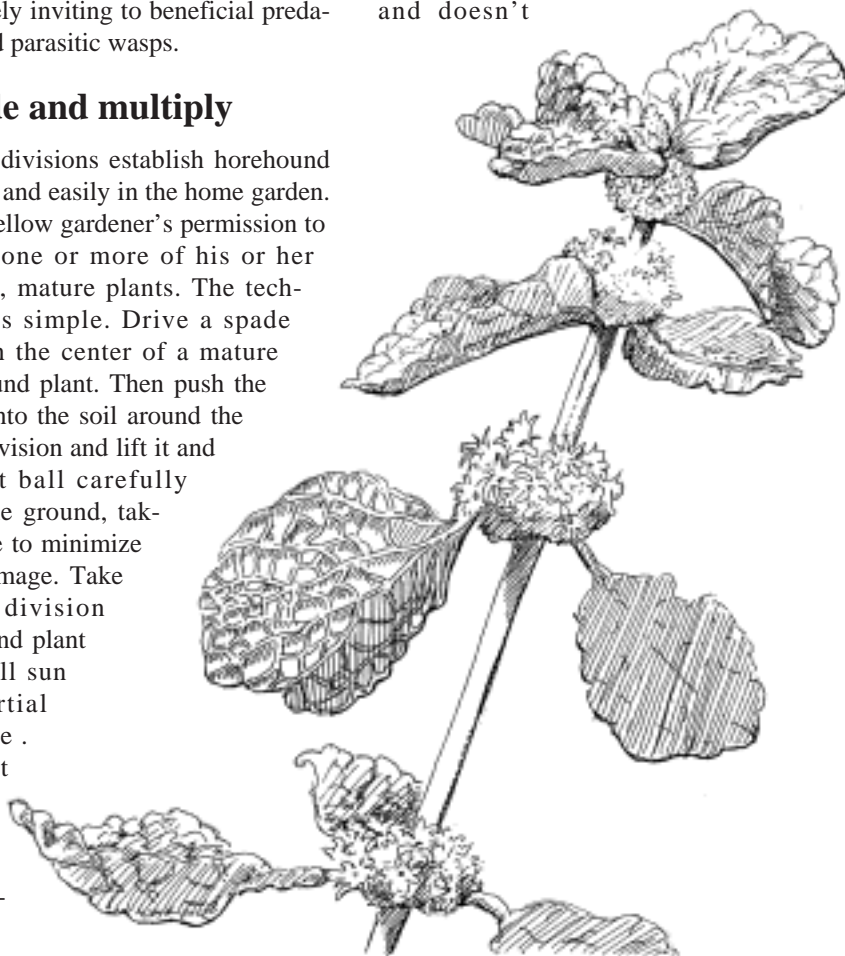 ely inviting to beneficial preda-
d parasitic wasps.
le and multiply
divisions establish horehound
and easily in the home garden.
ellow gardener's permission to
one or more of his or her
, mature plants. The tech-
s simple. Drive a spade
h the center of a mature
und plant. Then push the
nto the soil around the
vision and lift it and
t ball carefully
e ground, tak-
e to minimize
mage. Take
division
nd plant
ll sun
rtial
e .
t
-
and doesn't